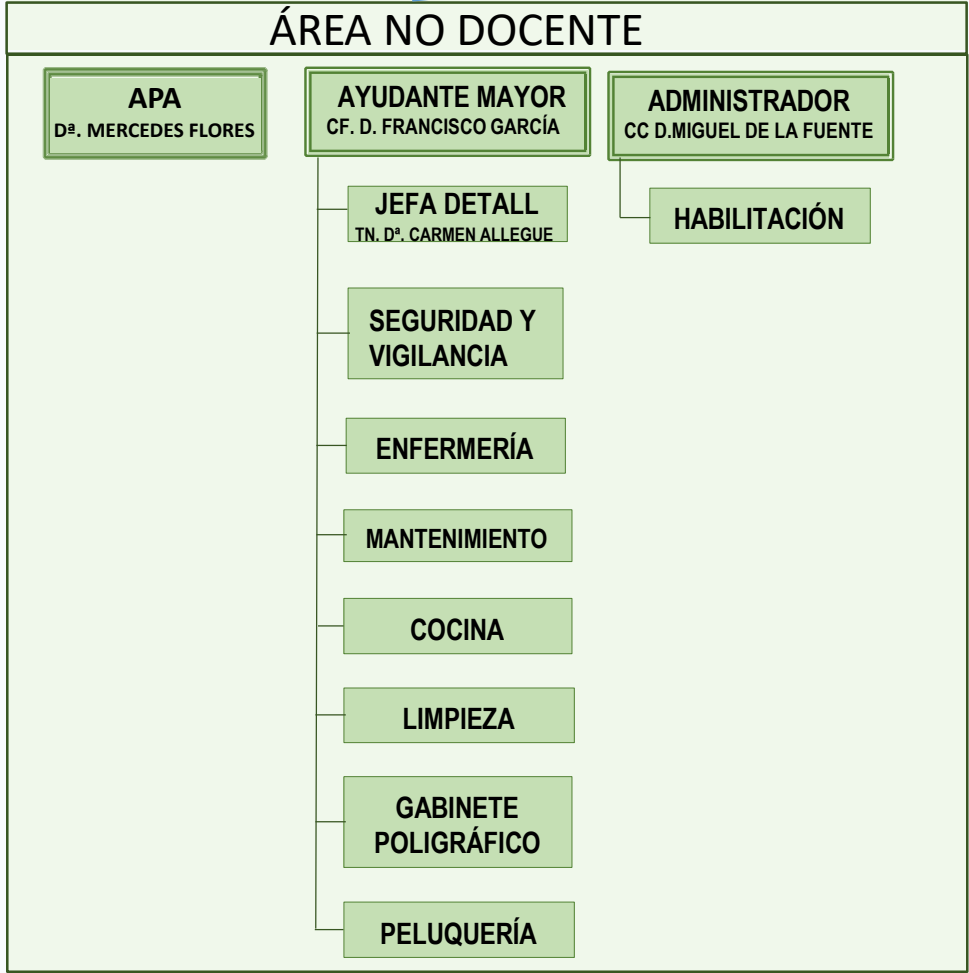 ÁREA NO DOCENTE
APA
Dª. MERCEDES FLORES
AYUDANTE MAYOR
CF. D. FRANCISCO GARCÍA
ADMINISTRADOR
CC D.MIGUEL DE LA FUENTE
JEFA DETALL
TN. Dª. CARMEN ALLEGUE
HABILITACIÓN
SEGURIDAD Y
VIGILANCIA
ENFERMERÍA
MANTENIMIENTO
COCINA
LIMPIEZA
GABINETE
POLIGRÁFICO
PELUQUERÍA